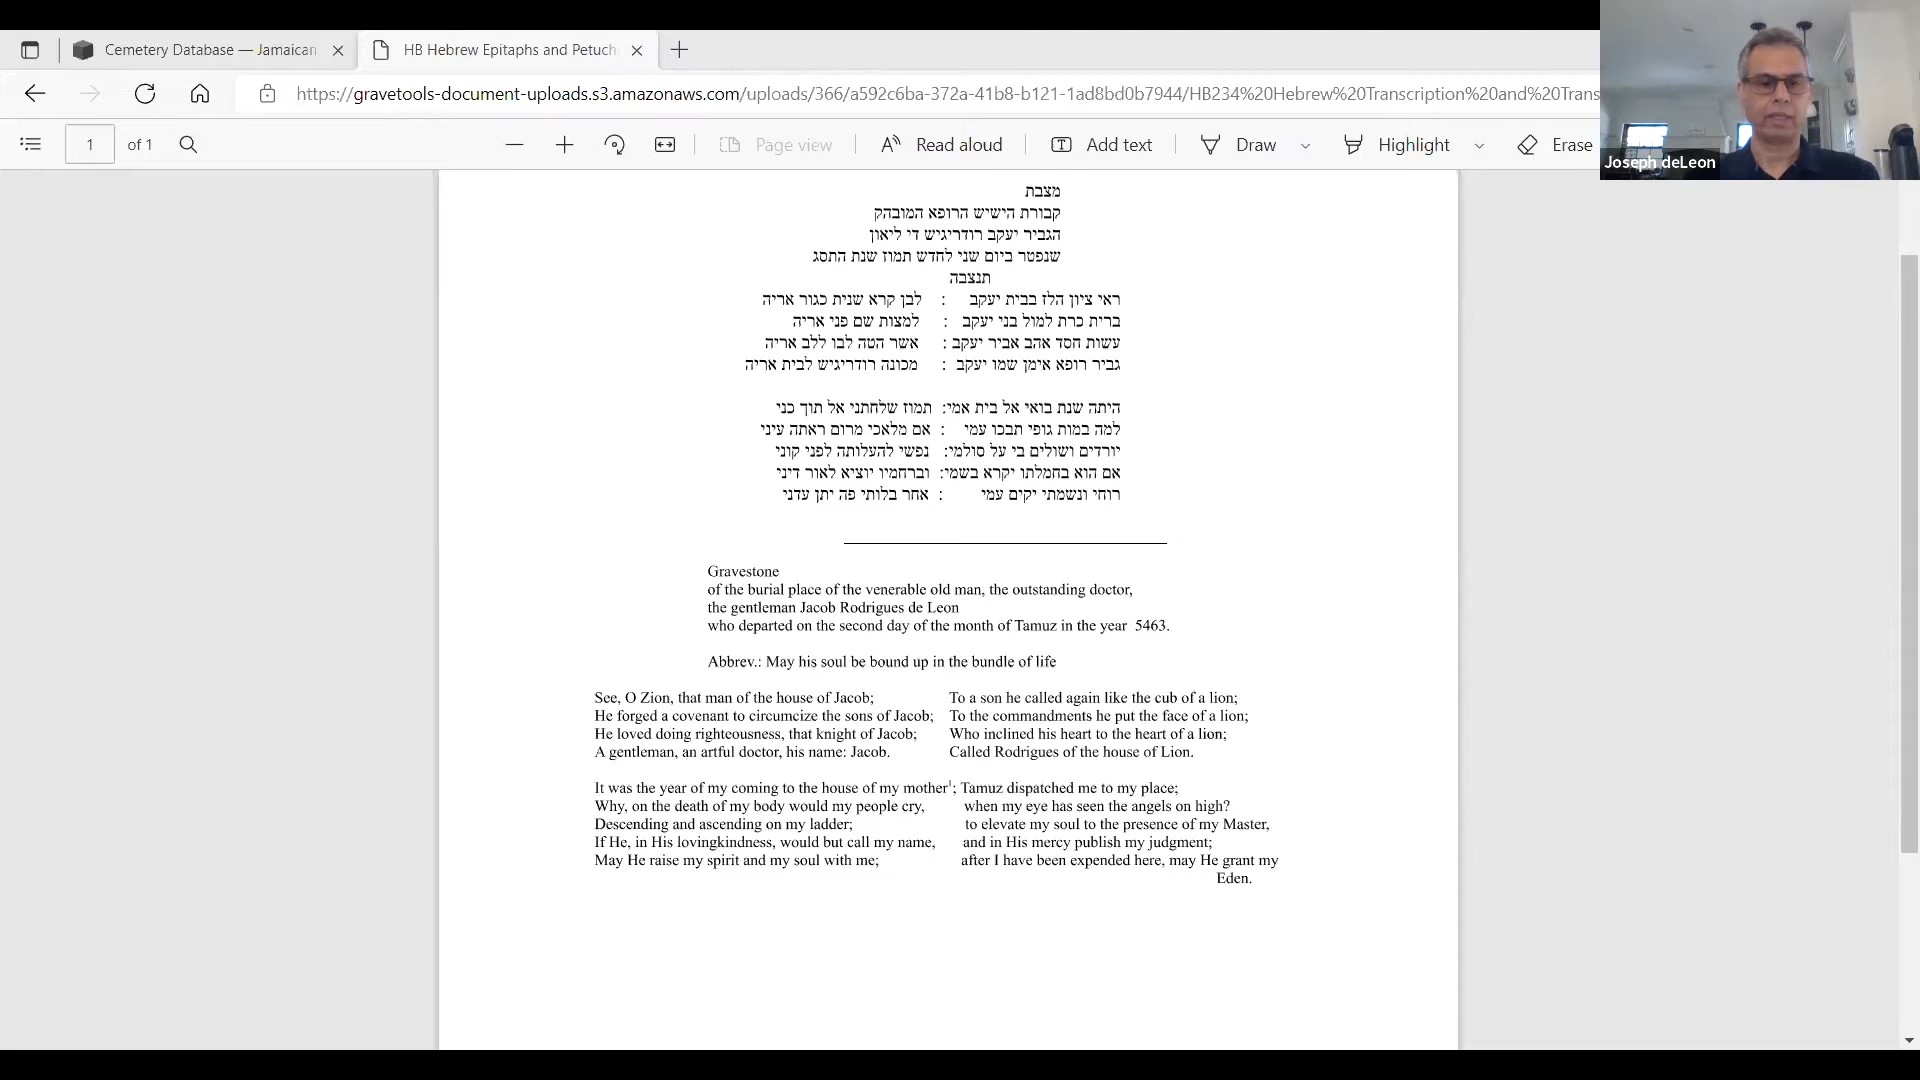 Cemetery Database — Jamaican
HB Hebrew Epitaphs and Petuch
https://gravetools-document-uploads.s3.amazonaws.com/uploads/366/a592c6ba-372a-41b8-b121-1ad8bd0b7944/HB234%20Hebrew%20Transcription%20and%20Trans
1 of 1
Page view
Read aloud
Add text
Draw
Highlight
Erase
Joseph deLeon
מצבת
קבורת הישיש הרופא המובהק
הגביר יעקב רודריגיש די ליאון
שנפטר ביום שני לחדש תמוז שנת התסג
תנצבה
ראי ציון הלז בבית יעקב : לבן קרא שנית כגור אריה
ברית כרת למול בני יעקב : למצות שם פני אריה
עשות חסד אהב אביר יעקב : אשר הטה לבו ללב אריה
גביר רופא אימן שמו יעקב : מכונה רודריגיש לבית אריה
היתה שנת בואי אל בית אמי: תמוז שלחתני אל תוך כני
למה במות גופי תבכו עמי : אם מלאכי מרום ראתה עיני
יורדים ושולים בי על סולמי: נפשי להעלותה לפני קוני
אם הוא בחמלתו יקרא בשמי: וברחמיו יוציא לאור דיני
רוחי ונשמתי יקים עמי : אחר בלותי פה יתן עדני
Gravestone
of the burial place of the venerable old man, the outstanding doctor,
the gentleman Jacob Rodrigues de Leon
who departed on the second day of the month of Tamuz in the year 5463.
Abbrev.: May his soul be bound up in the bundle of life
See, O Zion, that man of the house of Jacob; To a son he called again like the cub of a lion;
He forged a covenant to circumcize the sons of Jacob; To the commandments he put the face of a lion;
He loved doing righteousness, that knight of Jacob; Who inclined his heart to the heart of a lion;
A gentleman, an artful doctor, his name: Jacob. Called Rodrigues of the house of Lion.
It was the year of my coming to the house of my mother¹; Tamuz dispatched me to my place;
Why, on the death of my body would my people cry, when my eye has seen the angels on high?
Descending and ascending on my ladder; to elevate my soul to the presence of my Master,
If He, in His lovingkindness, would but call my name, and in His mercy publish my judgment;
May He raise my spirit and my soul with me; after I have been expended here, may He grant my
Eden.